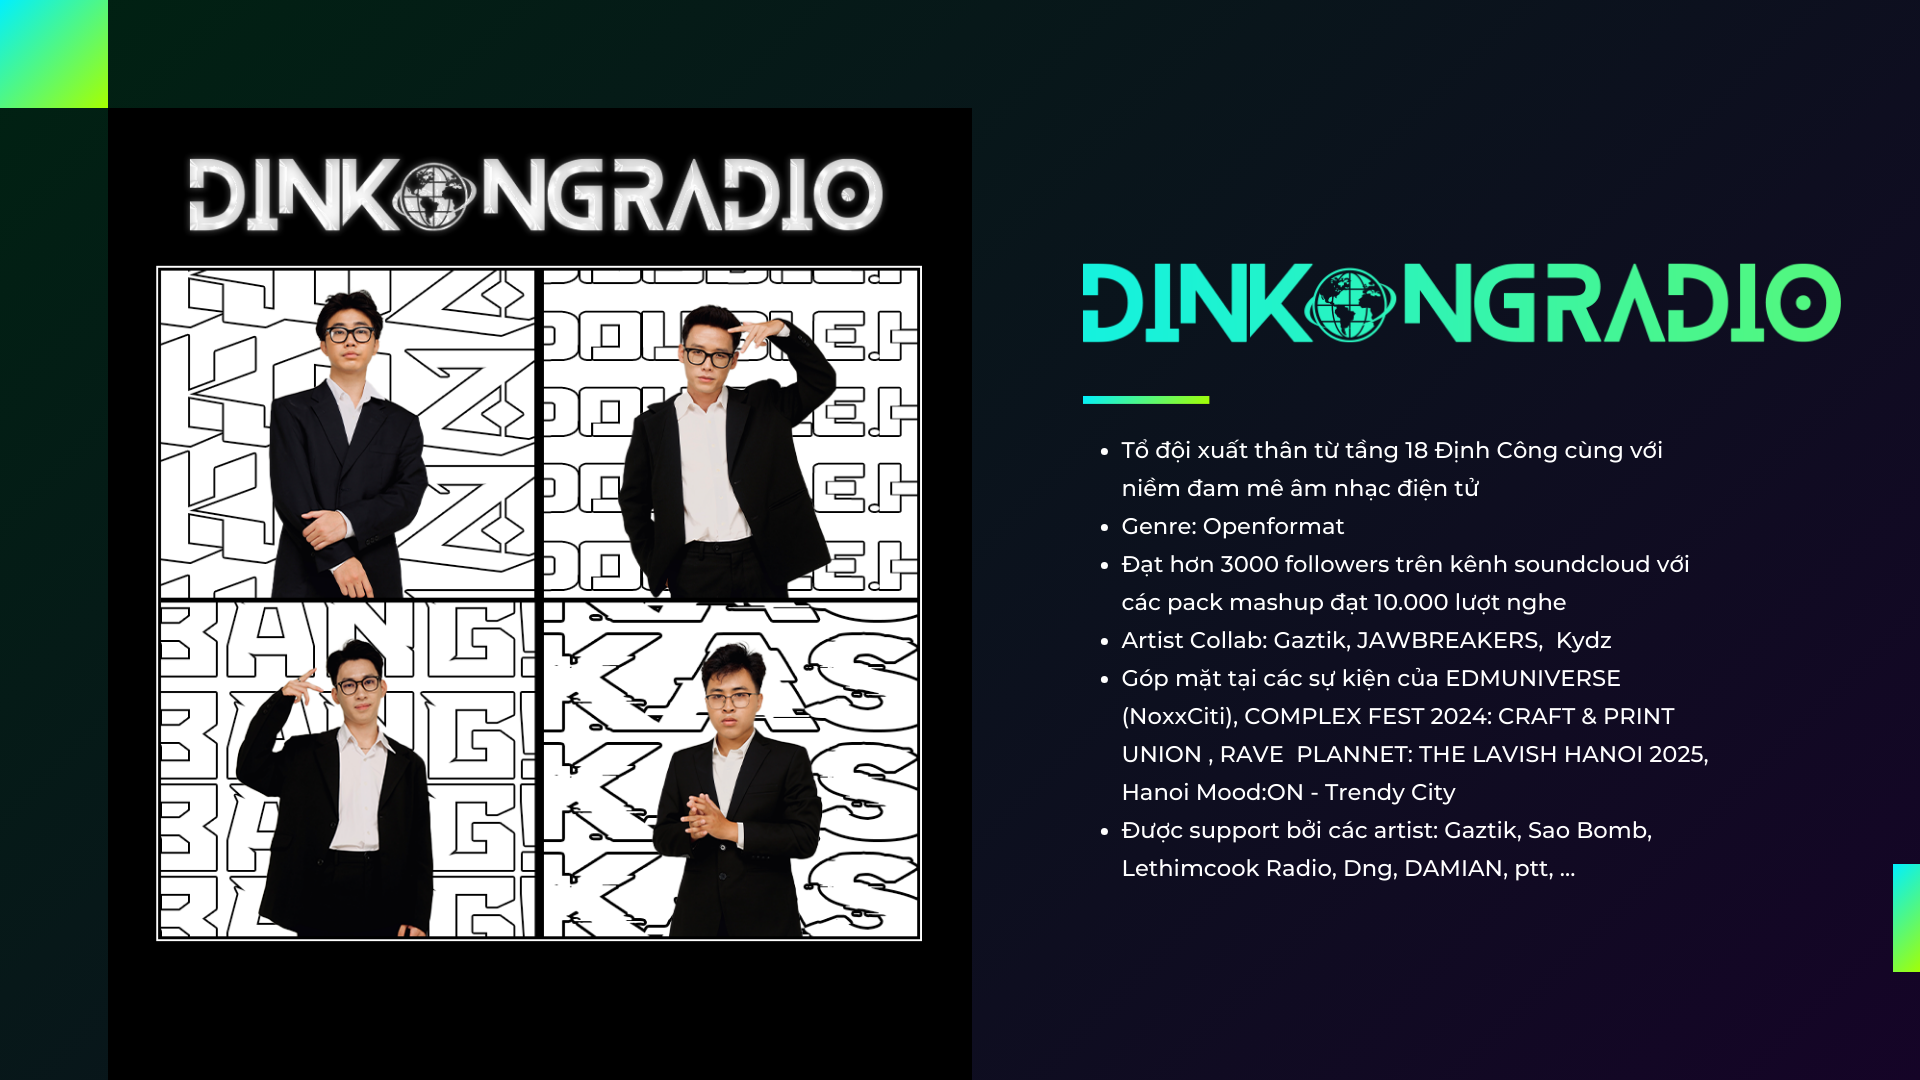 DINKONGRADIO
BANG!
BANG!
BANG!
KAS
KAS
KAS
DINKONGRADIO
• Tổ đội xuất thân từ tầng 18 Định Công cùng với
niềm đam mê âm nhạc điện tử
• Genre: Openformat
• Đạt hơn 3000 followers trên kênh soundcloud với
các pack mashup đạt 10.000 lượt nghe
• Artist Collab: Gaztik, JAWBREAKERS,  Kydz
• Góp mặt tại các sự kiện của EDMUNIVERSE
(NoxxCiti), COMPLEX FEST 2024: CRAFT & PRINT
UNION , RAVE  PLANNET: THE LAVISH HANOI 2025,
Hanoi Mood:ON - Trendy City
• Được support bởi các artist: Gaztik, Sao Bomb,
Lethimcook Radio, Dng, DAMIAN, ptt, ...